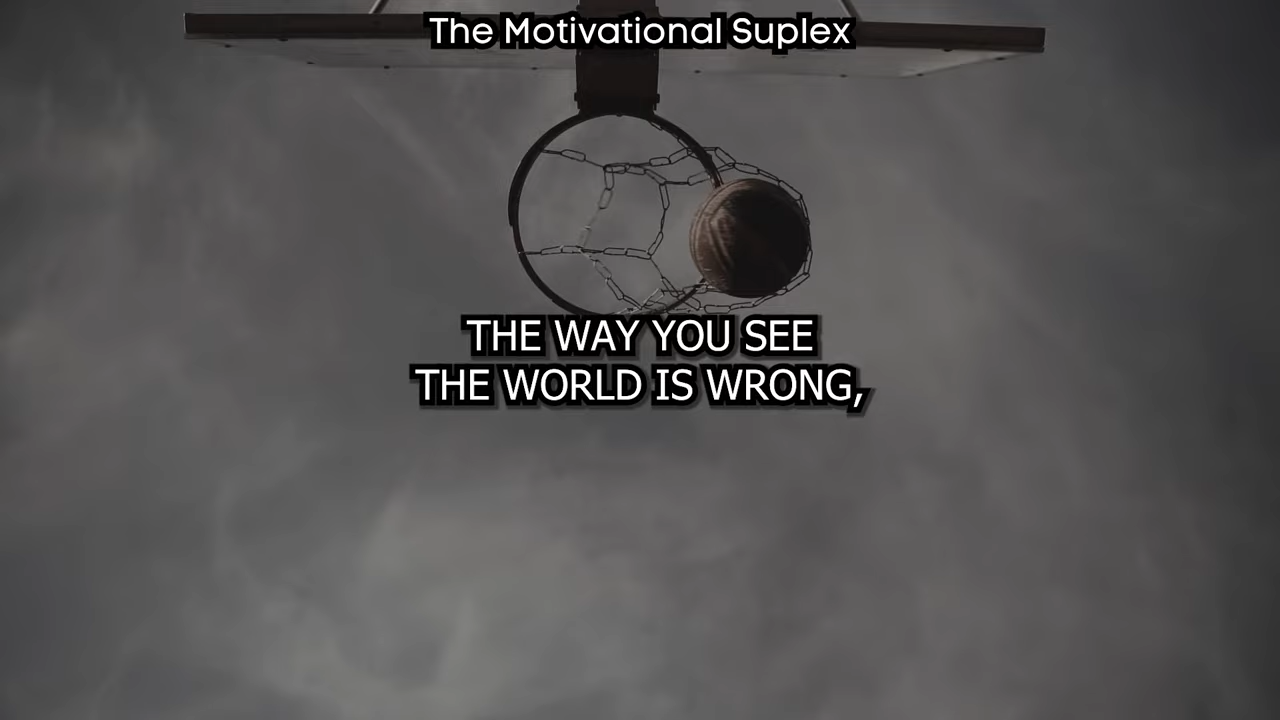 The Motivational Suplex
THE WAY YOU SEE
THE WORLD IS WRONG,